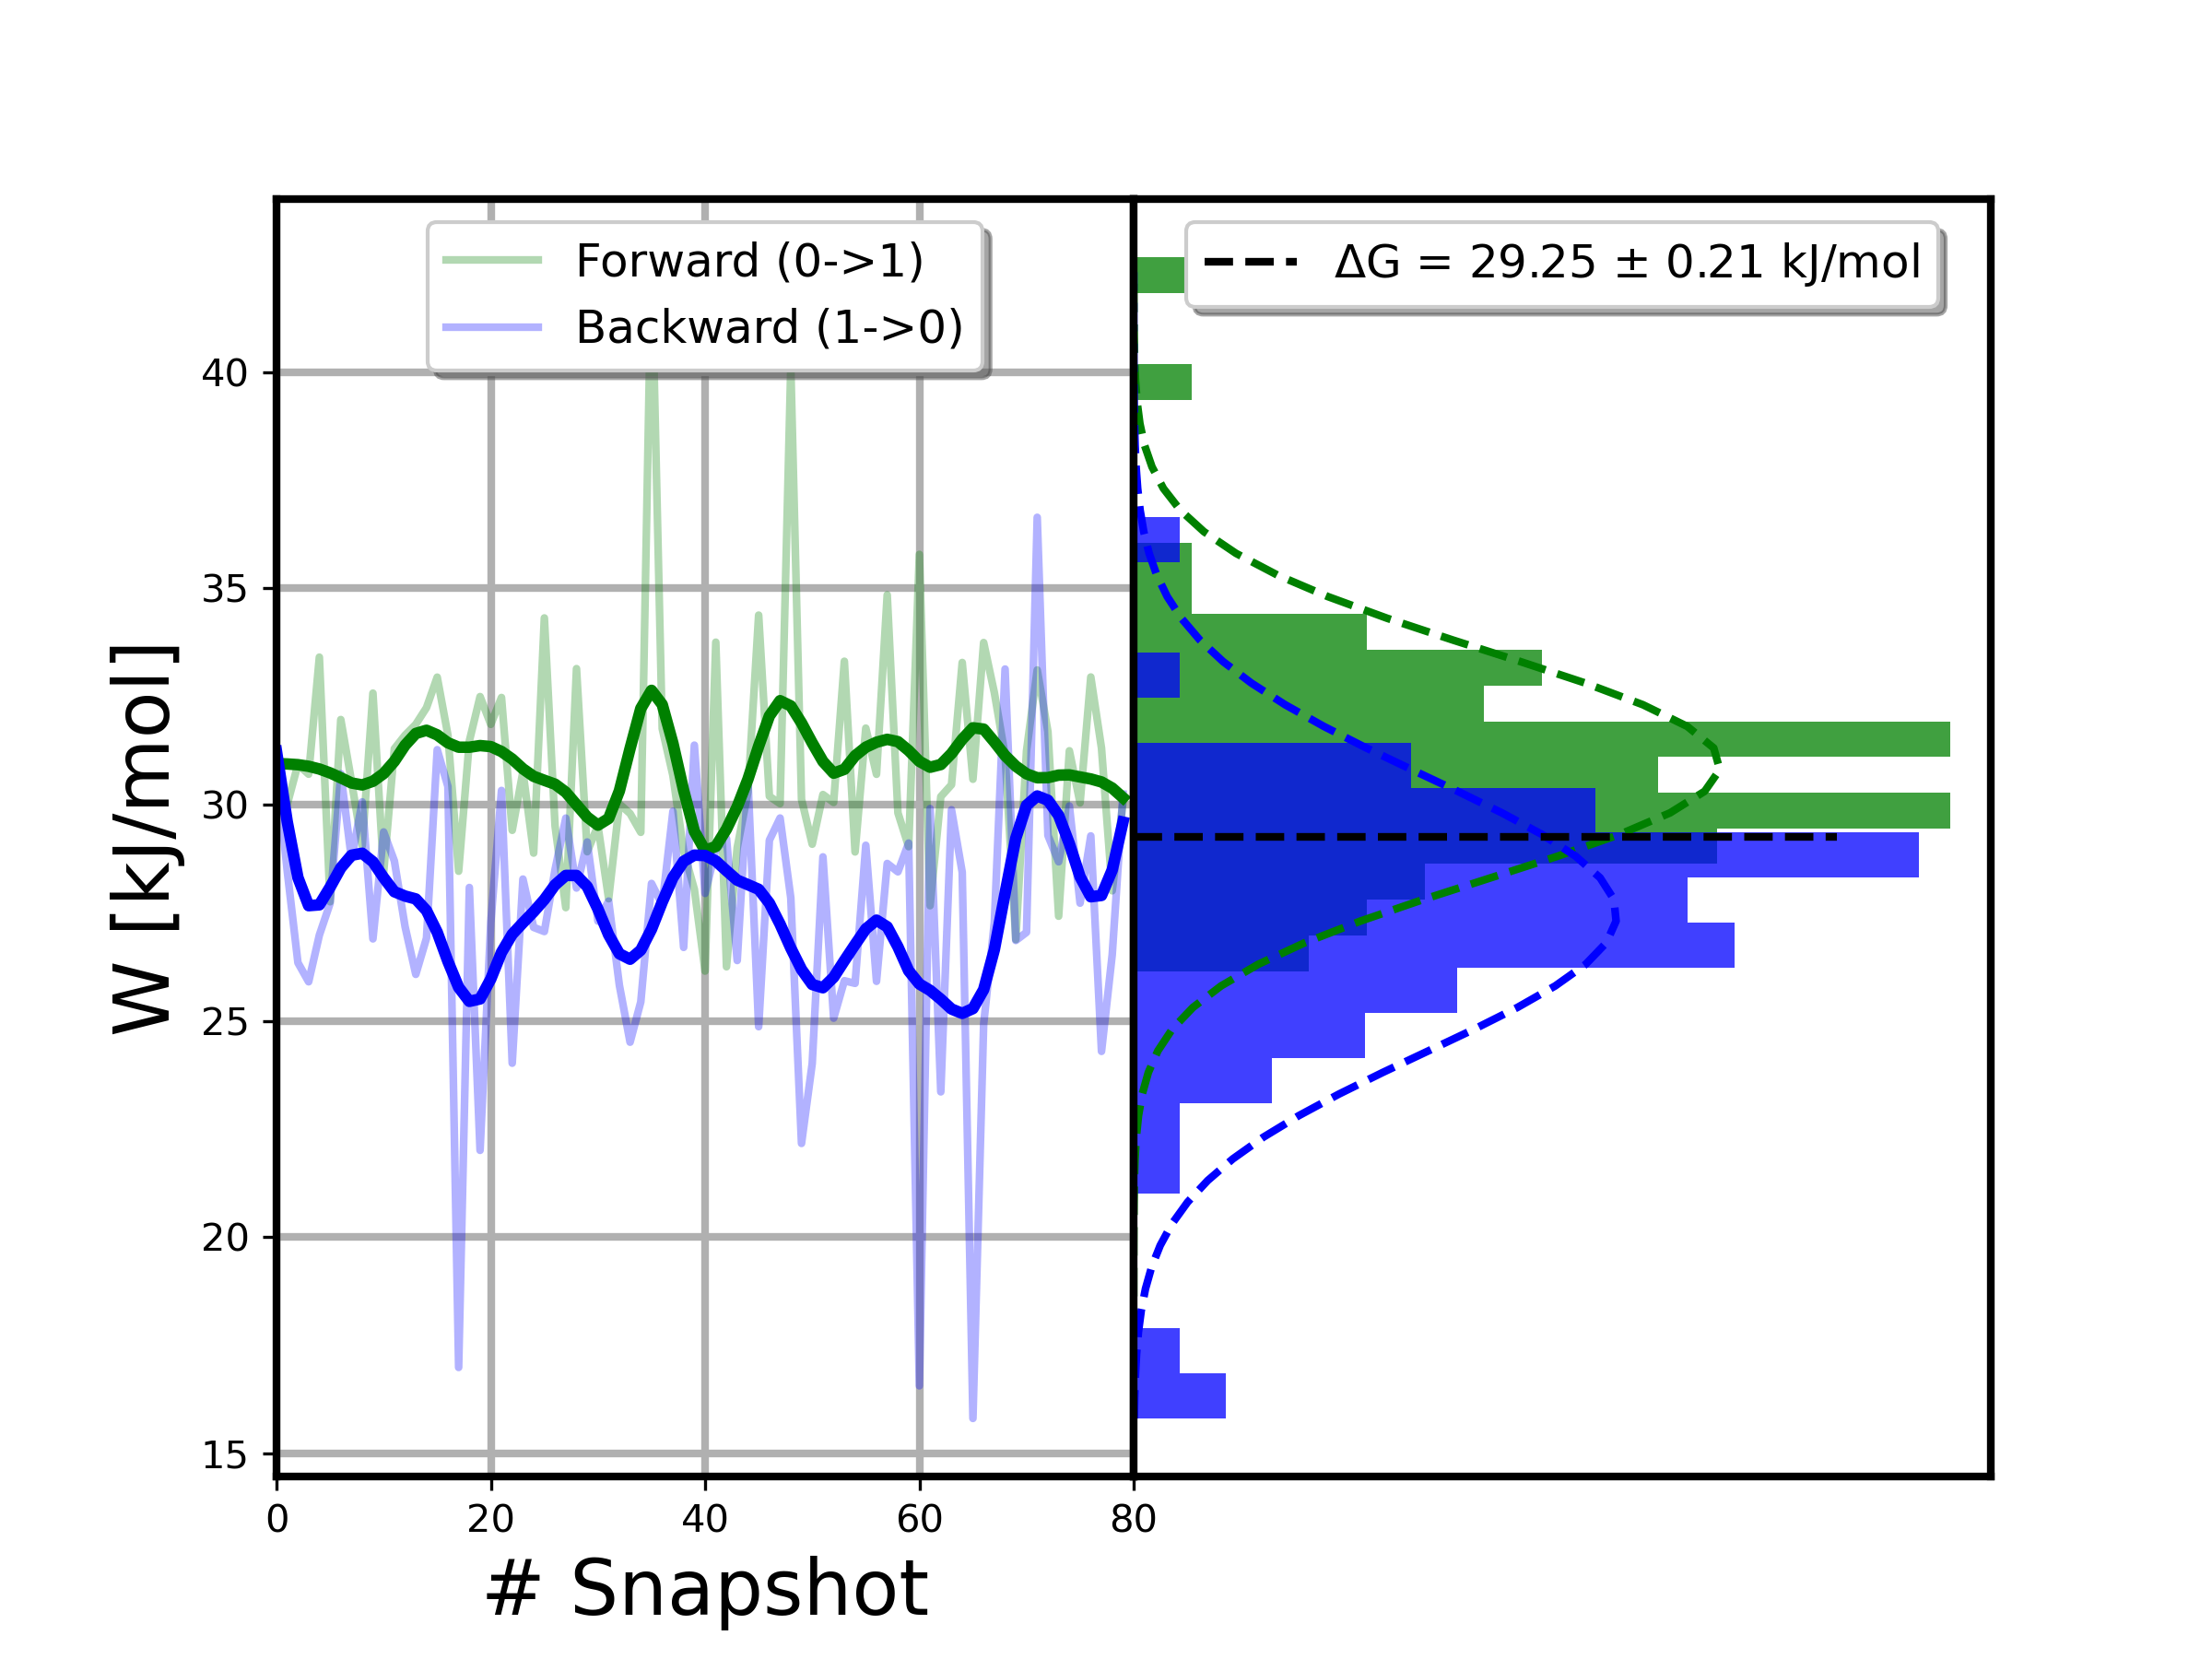 Forward (0->1)
Backward (1->0)
ΔG = 29.25 ± 0.21 kJ/mol
W [kJ/mol]
40
35
30
25
20
15
0 20 40 60 80
# Snapshot